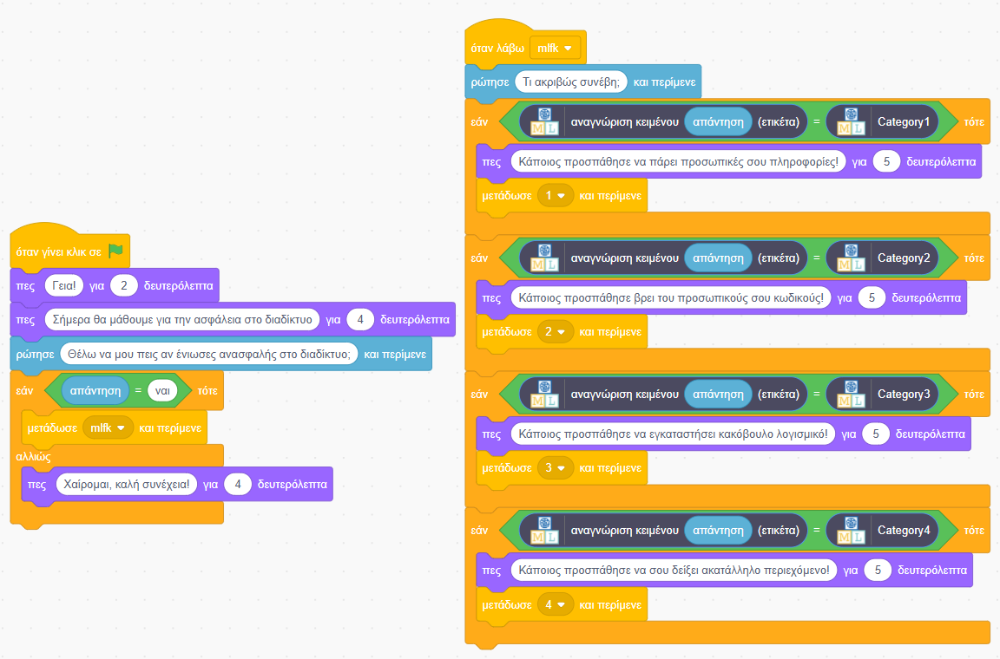 όταν γίνει κλικ σε
πες Γεια! για 2 δευτερόλεπτα
πες Σήμερα θα μάθουμε για την ασφάλεια στο διαδίκτυο για 4 δευτερόλεπτα
ρώτησε Θέλω να μου πεις αν ένιωσες ανασφαλής στο διαδίκτυο; και περίμενε
εάν απάντηση = ναι τότε
μετάδωσε mlfk και περίμενε
αλλιώς
πες Χαίρομαι, καλή συνέχεια! για 4 δευτερόλεπτα
όταν λάβω mlfk
ρώτησε Τι ακριβώς συνέβη; και περίμενε
εάν ML αναγνώριση κειμένου απάντηση (ετικέτα) = ML Category1 τότε
πες Κάποιος προσπάθησε να πάρει προσωπικές σου πληροφορίες! για 5 δευτερόλεπτα
μετάδωσε 1 και περίμενε
εάν ML αναγνώριση κειμένου απάντηση (ετικέτα) = ML Category2 τότε
πες Κάποιος προσπάθησε βρει του προσωπικούς σου κωδικούς! για 5 δευτερόλεπτα
μετάδωσε 2 και περίμενε
εάν ML αναγνώριση κειμένου απάντηση (ετικέτα) = ML Category3 τότε
πες Κάποιος προσπάθησε να εγκαταστήσει κακόβουλο λογισμικό! για 5 δευτερόλεπτα
μετάδωσε 3 και περίμενε
εάν ML αναγνώριση κειμένου απάντηση (ετικέτα) = ML Category4 τότε
πες Κάποιος προσπάθησε να σου δείξει ακατάλληλο περιεχόμενο! για 5 δευτερόλεπτα
μετάδωσε 4 και περίμενε